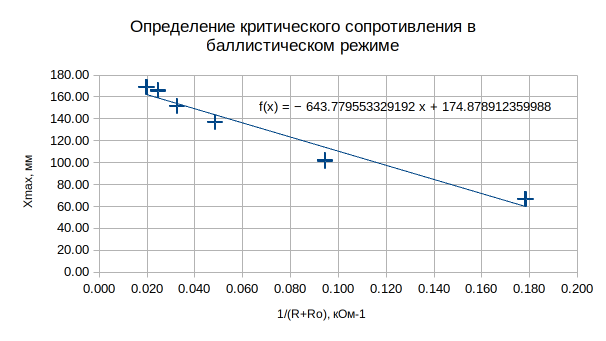 Определение критического сопротивления в
баллистическом режиме
180.00
160.00
140.00
120.00
100.00
80.00
60.00
40.00
20.00
0.00
f(x) = − 643.779553329192 x + 174.878912359988
Xmax, мм
0.000 0.020 0.040 0.060 0.080 0.100 0.120 0.140 0.160 0.180 0.200
1/(R+Ro), кОм-1